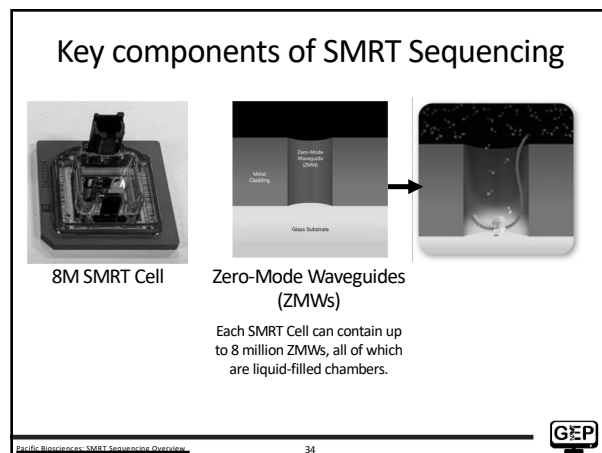 Key components of SMRT Sequencing
Zero-Mode
Waveguide
(ZMW)
Metal
Cladding
Glass Substrate
8M SMRT Cell
Zero-Mode Waveguides
(ZMWs)
Each SMRT Cell can contain up
to 8 million ZMWs, all of which
are liquid-filled chambers.
Pacific Biosciences: SMRT Sequencing Overview
34
GEP